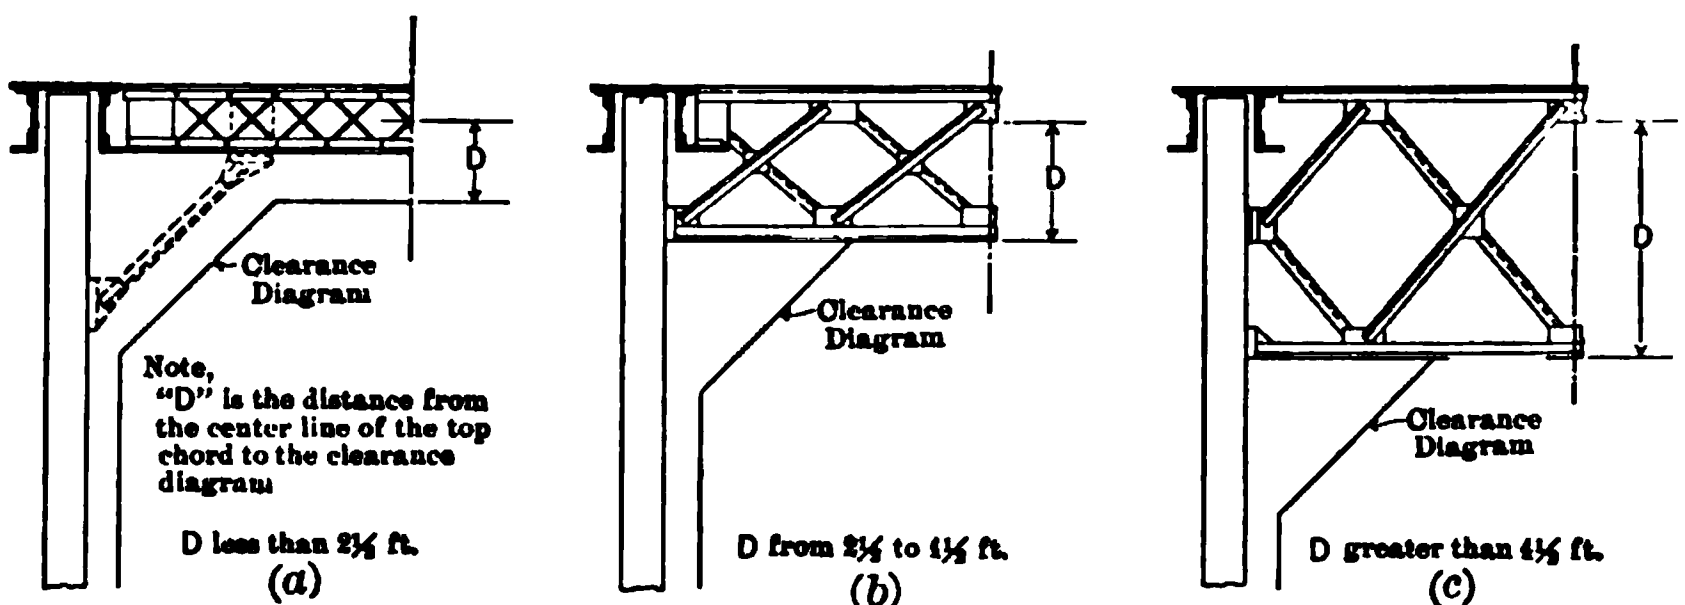 D
Clearance
Diagram
Note,
"D" is the distance from
the center line of the top
chord to the clearance
diagram
D less than 2½ ft.
(a)
D
Clearance
Diagram
D from 2½ to 4½ ft.
(b)
D
Clearance
Diagram
D greater than 4½ ft.
(c)